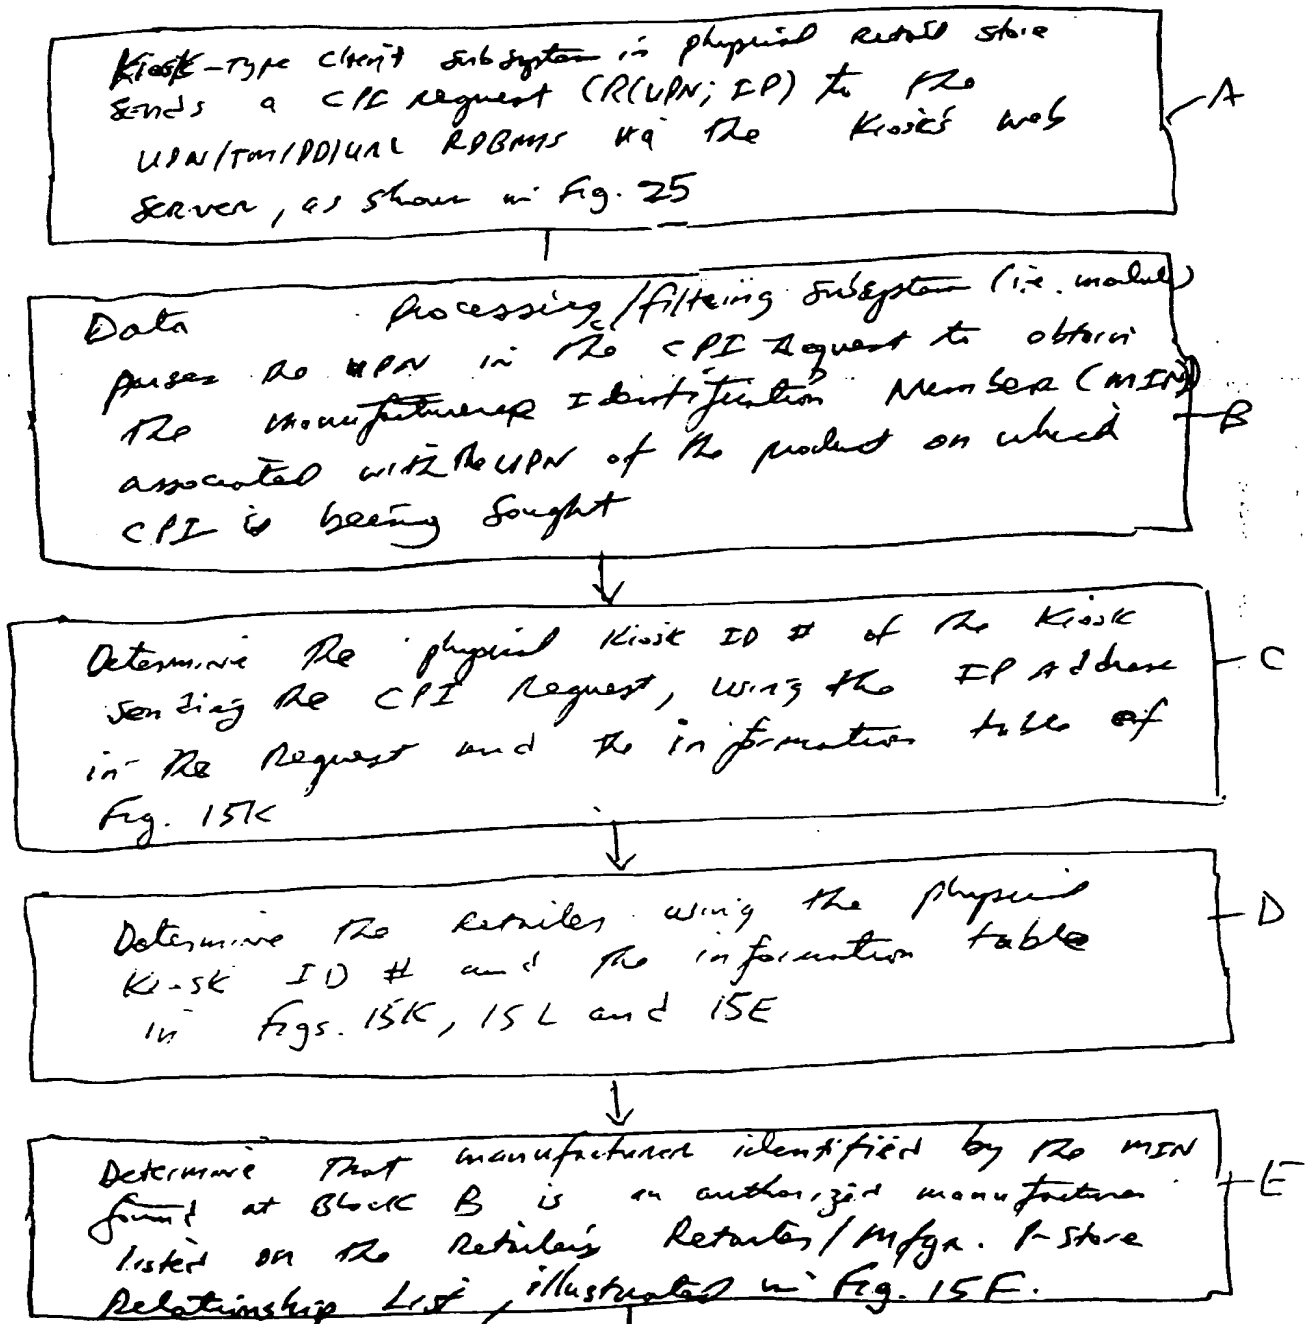 Kiosk-Type Client Subsystem in physical Retail store
sends a CPI request (R(UPN; IP) to the
UPN/TM/PD/URL RDBMS via the Kiosk's web
Server, as shown in Fig. 25
A
Data Processing/filtering Subsystem (i.e. module)
parses the UPN in the CPI Request to obtain
the manufacturer Identification Number (MIN)
associated with the UPN of the product on which
CPI is being sought
B
Determine the physical Kiosk ID # of the Kiosk
sending the CPI Request, using the IP Address
in the Request and the information table of
Fig. 15K
C
Determine the Retailer using the physical
Kiosk ID # and the information table
in Figs. 15K, 15L and 15E
D
Determine that manufacturer identified by the MIN
found at Block B is an authorized manufacturer
listed on the Retailer's Retailer/Mfgr. P-Store
Relationship List, illustrated in Fig. 15F.
E